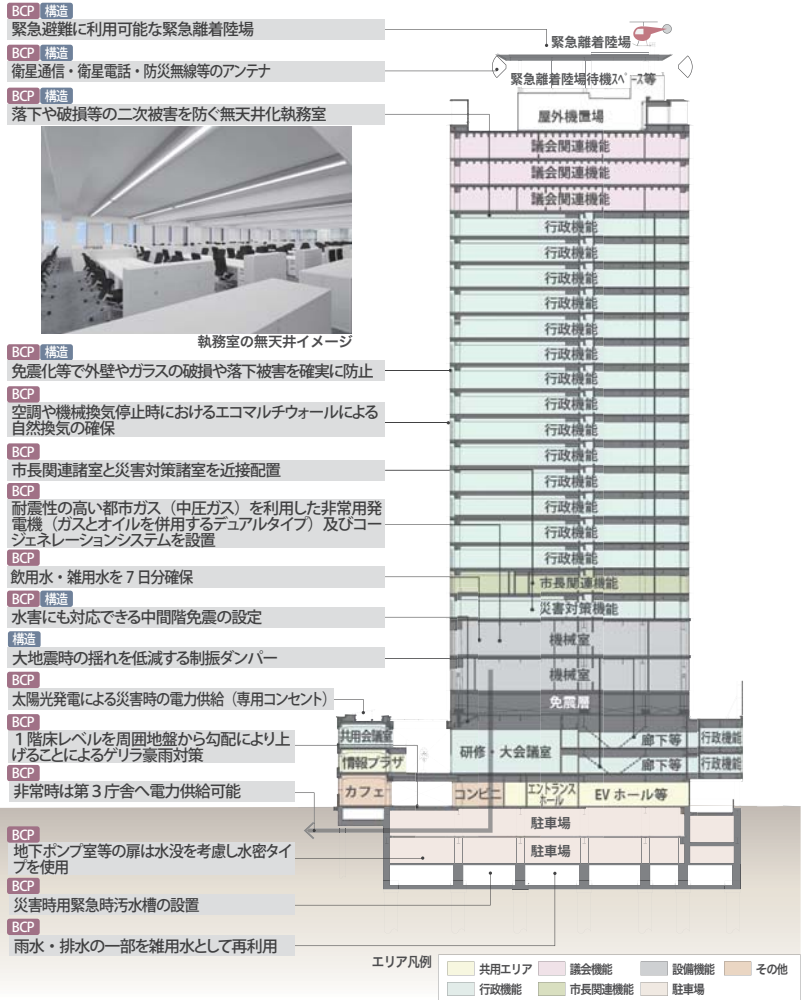 BCP 構造
緊急避難に利用可能な緊急離着陸場
BCP 構造
衛星通信・衛星電話・防災無線等のアンテナ
BCP 構造
落下や破損等の二次被害を防ぐ無天井化執務室
執務室の無天井イメージ
BCP 構造
免震化等で外壁やガラスの破損や落下被害を確実に防止
BCP
空調や機械換気停止時におけるエコマルチウォールによる
自然換気の確保
BCP
市長関連諸室と災害対策諸室を近接配置
BCP
耐震性の高い都市ガス（中圧ガス）を利用した非常用発
電機（ガスとオイルを併用するデュアルタイプ）及びコー
ジェネレーションシステムを設置
BCP
飲用水・雑用水を７日分確保
BCP 構造
水害にも対応できる中間階免震の設定
構造
大地震時の揺れを低減する制振ダンパー
BCP
太陽光発電による災害時の電力供給（専用コンセント）
BCP
１階床レベルを周囲地盤から勾配により上
げることによるゲリラ豪雨対策
BCP
非常時は第３庁舎へ電力供給可能
BCP
地下ポンプ室等の扉は水没を考慮し水密タイ
プを使用
BCP
災害時用緊急時汚水槽の設置
BCP
雨水・排水の一部を雑用水として再利用
緊急離着陸場
緊急離着陸場待機ｽﾍﾟｰｽ等
屋外機置場
議会関連機能
議会関連機能
議会関連機能
行政機能
行政機能
行政機能
行政機能
行政機能
行政機能
行政機能
行政機能
行政機能
行政機能
行政機能
行政機能
行政機能
行政機能
市長関連機能
災害対策機能
機械室
機械室
免震層
共用会議室
研修・大会議室
廊下等
行政機能
情報プラザ
廊下等
行政機能
カフェ
コンビニ
エントランス
ホール
EV ホール等
駐車場
駐車場
エリア凡例
共用エリア
議会機能
設備機能
その他
行政機能
市長関連機能
駐車場